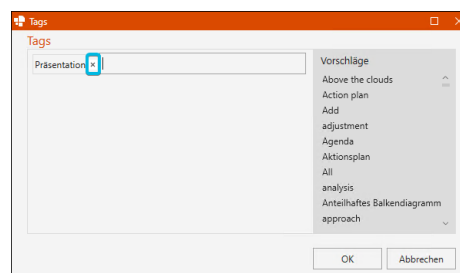 Tags
Tags
Präsentation ×
Vorschläge
Above the clouds
Action plan
Add
adjustment
Agenda
Aktionsplan
All
analysis
Anteilhaftes Balkendiagramm
approach
OK
Abbrechen